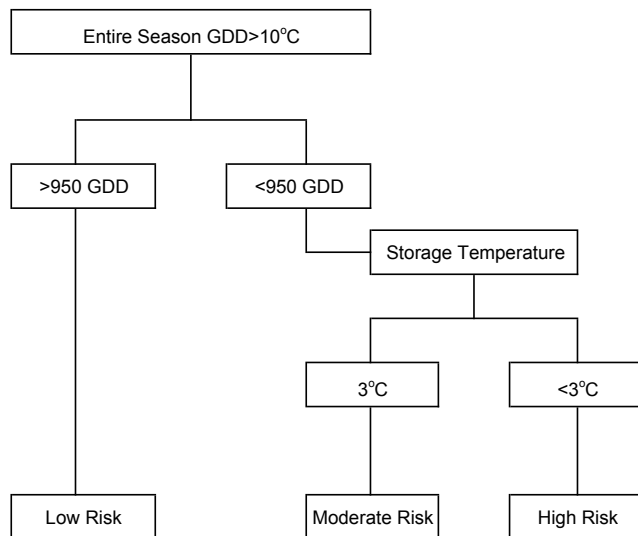 Entire Season GDD>10°C
>950 GDD
<950 GDD
Storage Temperature
3°C
<3°C
Low Risk
Moderate Risk
High Risk